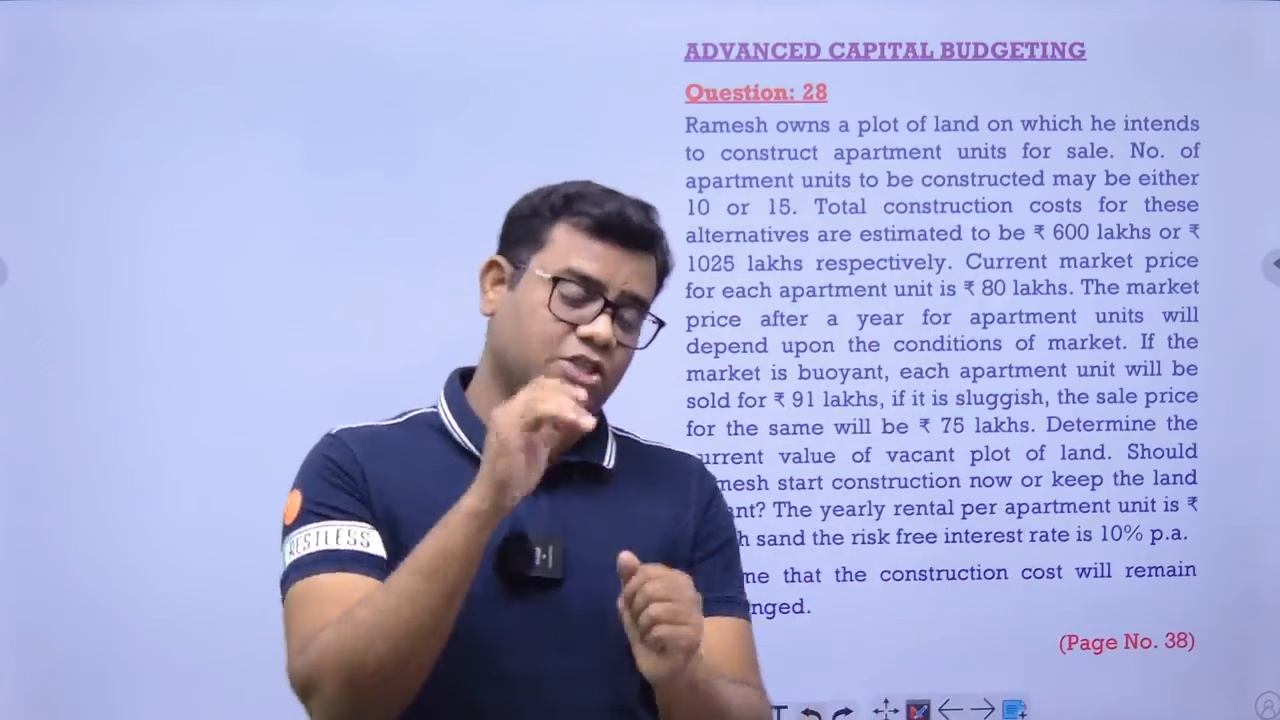 ADVANCED CAPITAL BUDGETING
Question: 28
Ramesh owns a plot of land on which he intends
to construct apartment units for sale. No. of
apartment units to be constructed may be either
10 or 15. Total construction costs for these
alternatives are estimated to be ₹ 600 lakhs or ₹
1025 lakhs respectively. Current market price
for each apartment unit is ₹ 80 lakhs. The market
price after a year for apartment units will
depend upon the conditions of market. If the
market is buoyant, each apartment unit will be
sold for ₹ 91 lakhs, if it is sluggish, the sale price
for the same will be ₹ 75 lakhs. Determine the
urrent value of vacant plot of land. Should
mesh start construction now or keep the land
nt? The yearly rental per apartment unit is ₹
h sand the risk free interest rate is 10% p.a.
me that the construction cost will remain
nged.
(Page No. 38)
RESTLESS